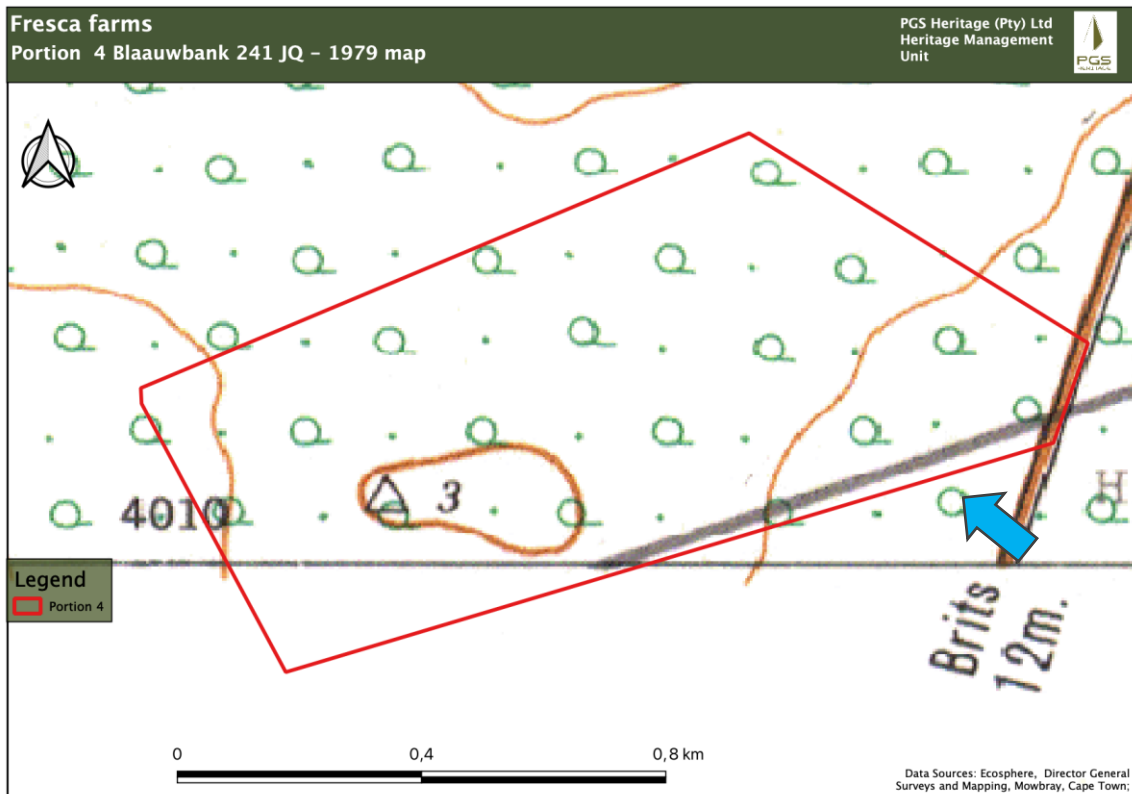 Fresca farms
Portion 4 Blaauwbank 241 JQ – 1979 map
PGS Heritage (Pty) Ltd
Heritage Management
Unit
PGS
HERITAGE
4010
3
H
Brits
12m.
Legend
Portion 4
0
0,4
0,8 km
Data Sources: Ecosphere, Director General
Surveys and Mapping, Mowbray, Cape Town;